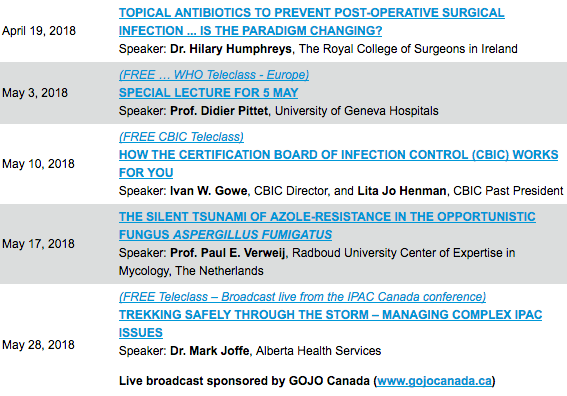 TOPICAL ANTIBIOTICS TO PREVENT POST-OPERATIVE SURGICAL
April 19, 2018
INFECTION ... IS THE PARADIGM CHANGING?
Speaker: Dr. Hilary Humphreys, The Royal College of Surgeons in Ireland
(FREE … WHO Teleclass - Europe)
May 3, 2018
SPECIAL LECTURE FOR 5 MAY
Speaker: Prof. Didier Pittet, University of Geneva Hospitals
(FREE CBIC Teleclass)
May 10, 2018
HOW THE CERTIFICATION BOARD OF INFECTION CONTROL (CBIC) WORKS
FOR YOU
Speaker: Ivan W. Gowe, CBIC Director, and Lita Jo Henman, CBIC Past President
THE SILENT TSUNAMI OF AZOLE-RESISTANCE IN THE OPPORTUNISTIC
FUNGUS ASPERGILLUS FUMIGATUS
May 17, 2018
Speaker: Prof. Paul E. Verweij, Radboud University Center of Expertise in
Mycology, The Netherlands
(FREE Teleclass – Broadcast live from the IPAC Canada conference)
TREKKING SAFELY THROUGH THE STORM – MANAGING COMPLEX IPAC
ISSUES
May 28, 2018
Speaker: Dr. Mark Joffe, Alberta Health Services
Live broadcast sponsored by GOJO Canada (www.gojocanada.ca)